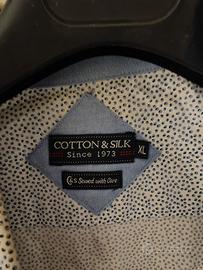 COTTON & SILK
Since 1973
XL
C&S Sewed with Care